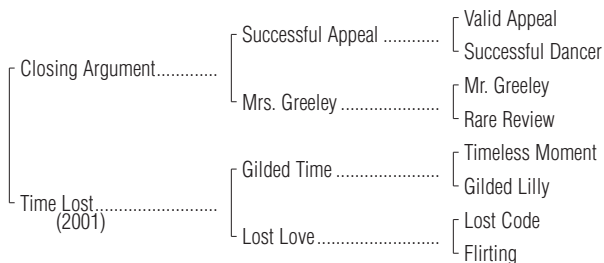 Valid Appeal
Successful Appeal ............
Successful Dancer
Closing Argument.............
Mr. Greeley
Mrs. Greeley .....................
Rare Review
Timeless Moment
Gilded Time ......................
Gilded Lilly
Time Lost..........................
(2001)
Lost Code
Lost Love..........................
Flirting